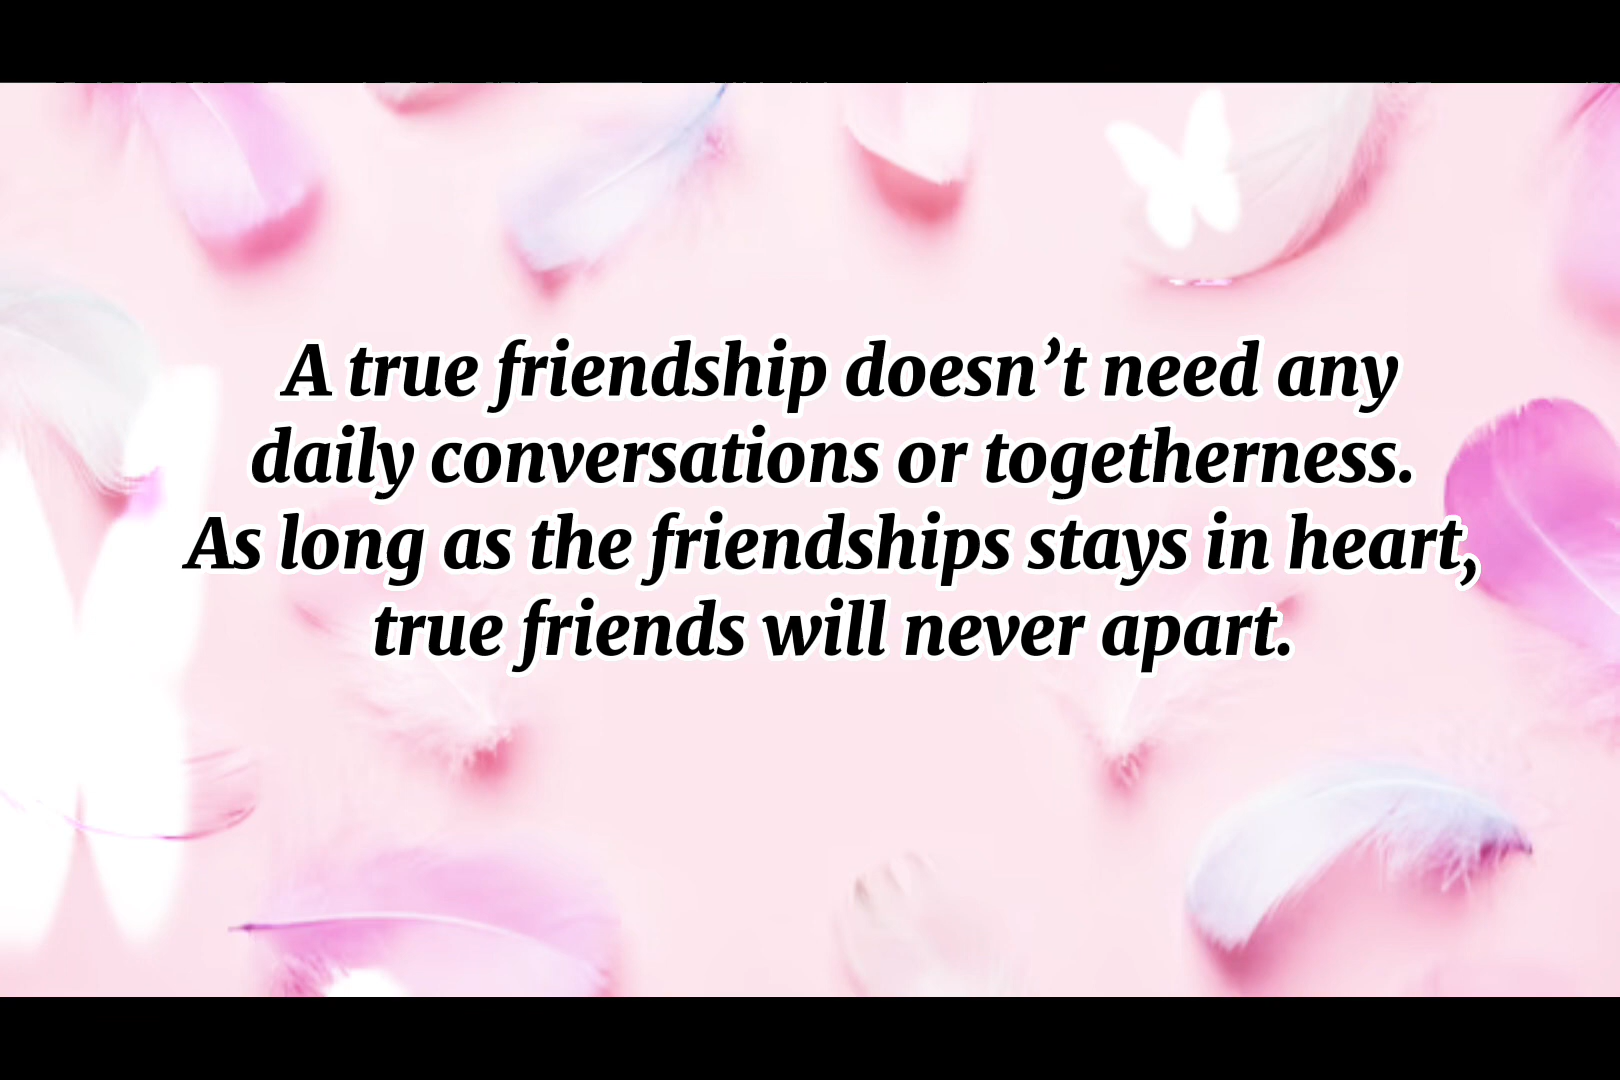 A true friendship doesn’t need any
daily conversations or togetherness.
As long as the friendships stays in heart,
true friends will never apart.